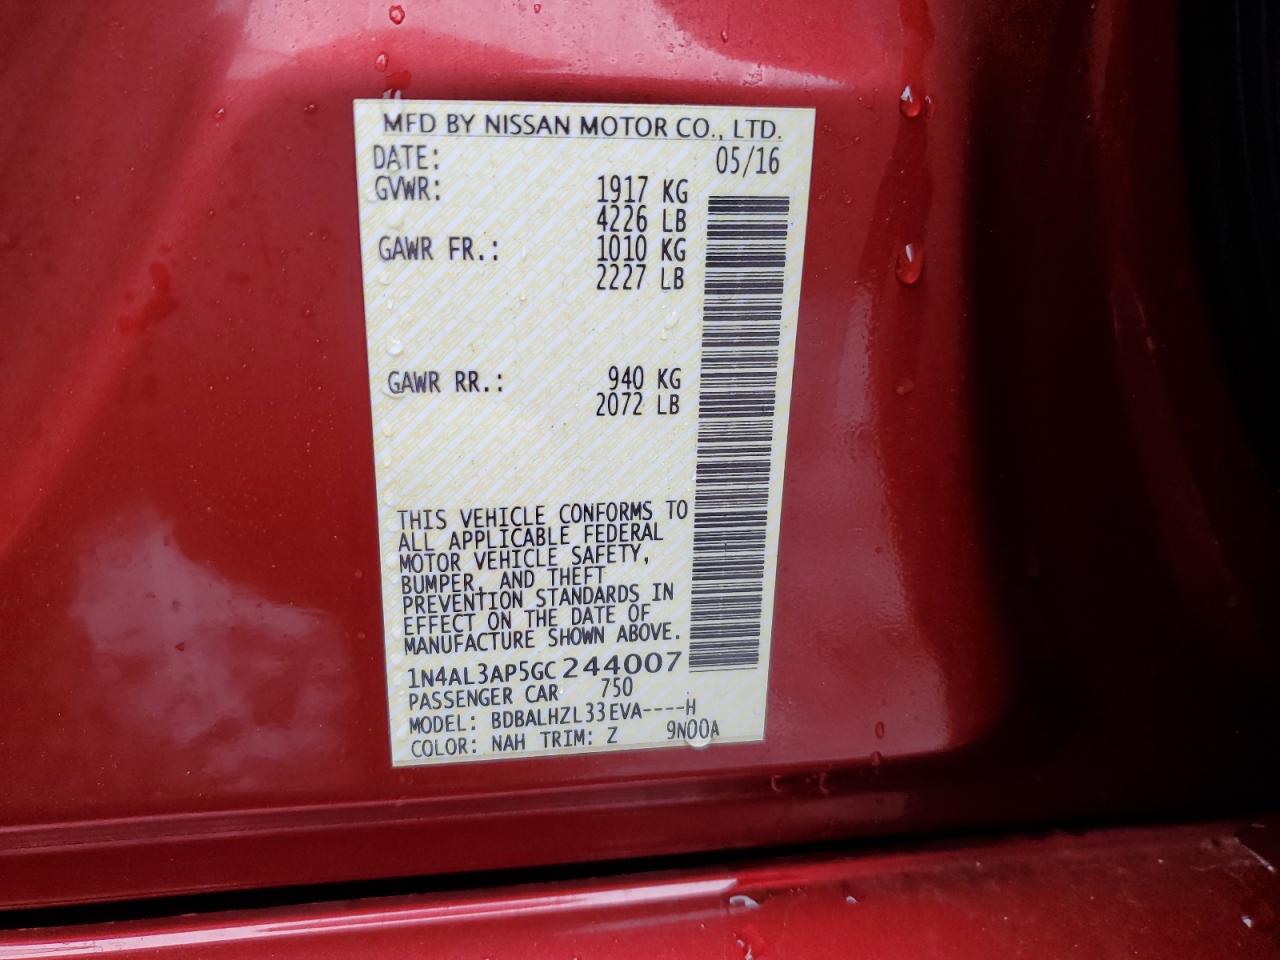 MFD BY NISSAN MOTOR CO., LTD.
DATE: 05/16
GVWR: 1917 KG
4226 LB
GAWR FR.: 1010 KG
2227 LB
GAWR RR.: 940 KG
2072 LB
THIS VEHICLE CONFORMS TO
ALL APPLICABLE FEDERAL
MOTOR VEHICLE SAFETY,
BUMPER, AND THEFT
PREVENTION STANDARDS IN
EFFECT ON THE DATE OF
MANUFACTURE SHOWN ABOVE.
1N4AL3AP5GC244007
PASSENGER CAR 750
MODEL: BDBALHZL33EVA----H
COLOR: NAH TRIM: Z 9N00A